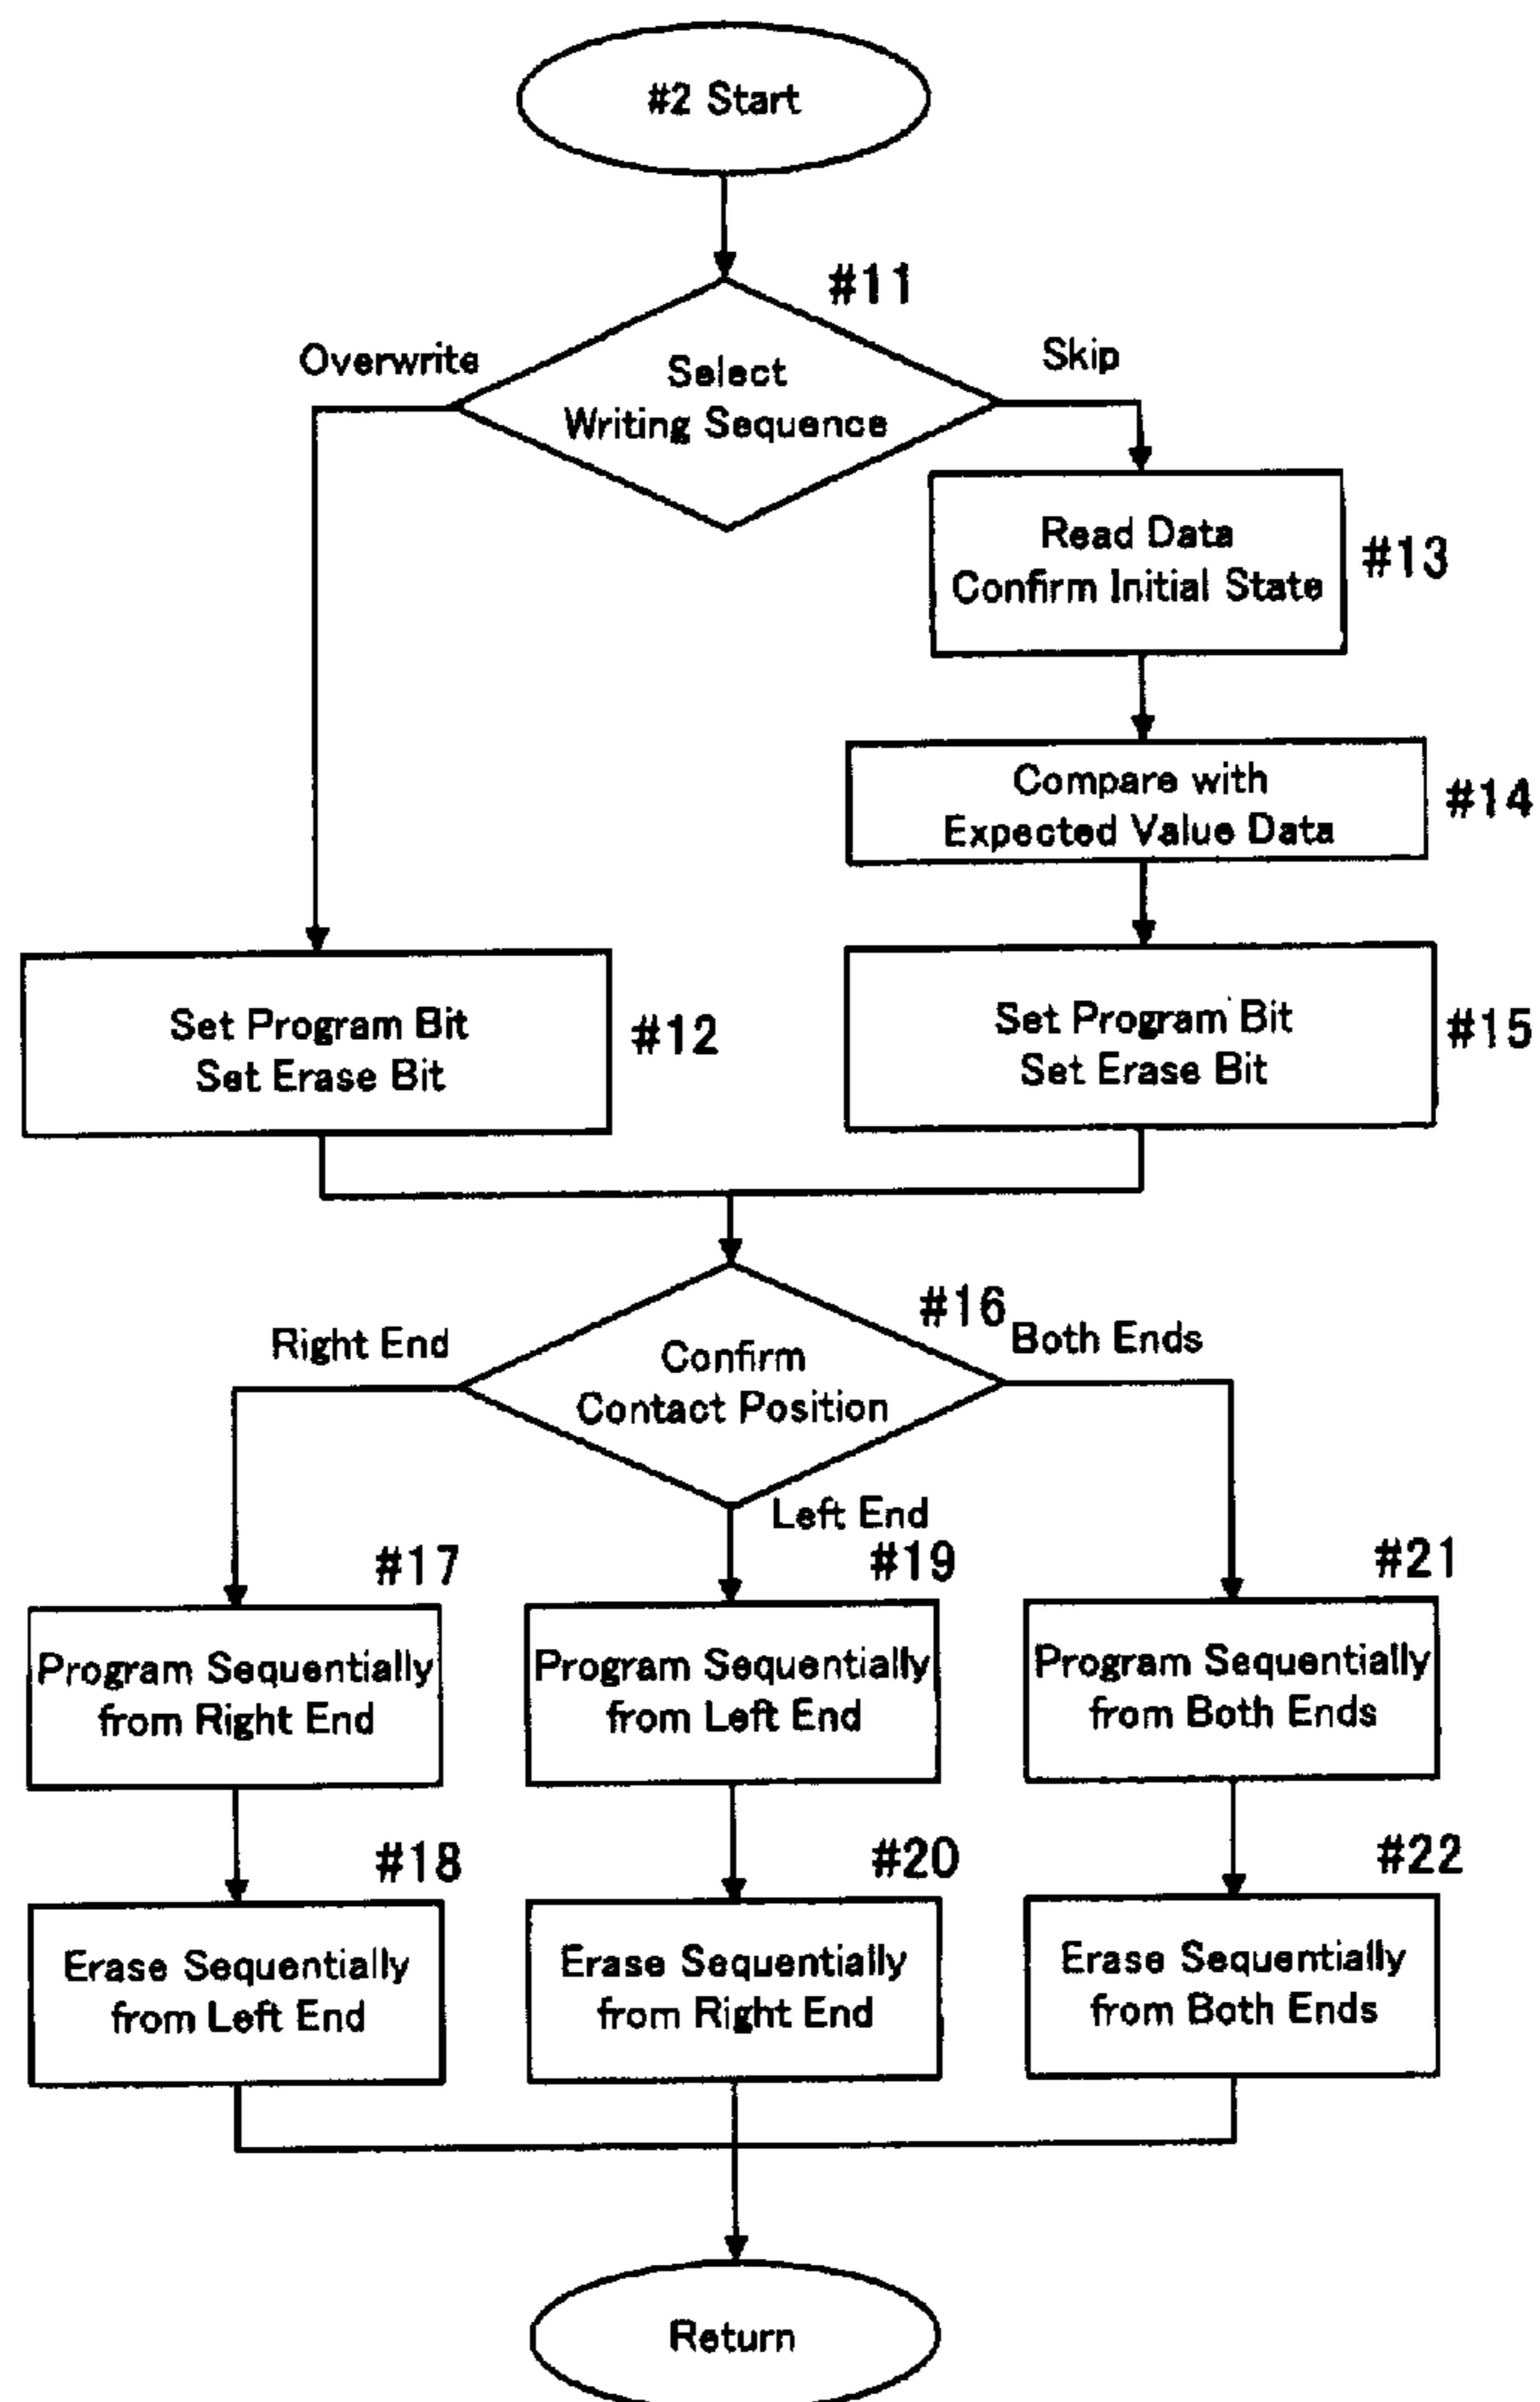 #2 Start
#11
Overwrite
Skip
Select
Writing Sequence
Read Data
Confirm Initial State
#13
Compare with
Expected Value Data
#14
Set Program Bit
Set Erase Bit
#12
Set Program Bit
Set Erase Bit
#15
#16
Right End
Both Ends
Confirm
Contact Position
Left End
#17
#19
#21
Program Sequentially
from Right End
Program Sequentially
from Left End
Program Sequentially
from Both Ends
#18
#20
#22
Erase Sequentially
from Left End
Erase Sequentially
from Right End
Erase Sequentially
from Both Ends
Return